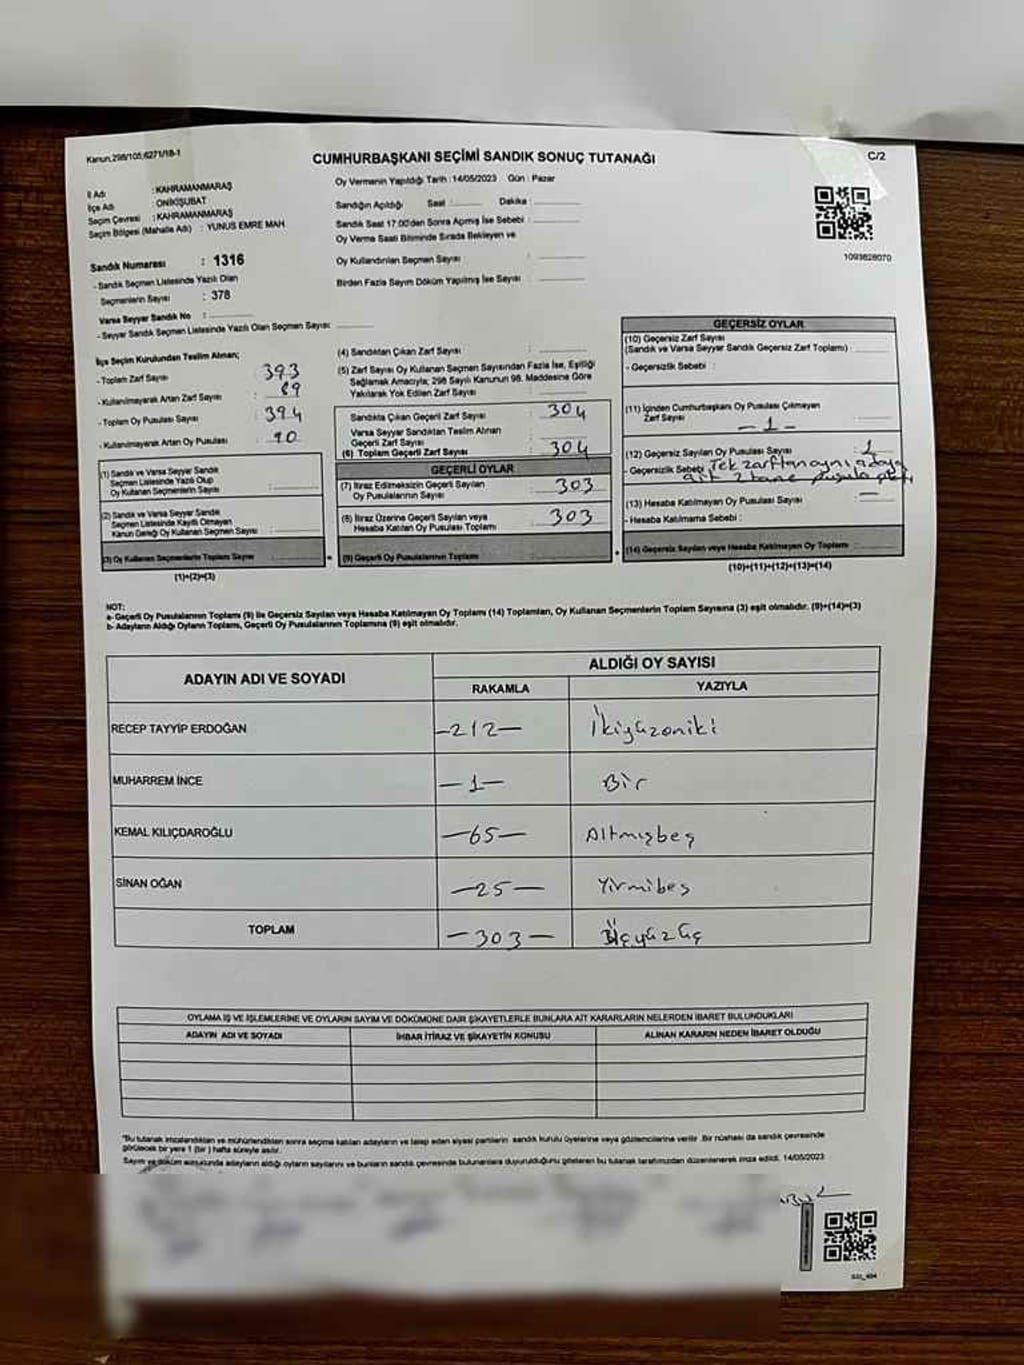 Kanun,298/105;6271/18-1
CUMHURBAŞKANI SEÇİMİ SANDIK SONUÇ TUTANAĞI
C/2
İl Adı : KAHRAMANMARAŞ
İlçe Adı : ONİKİŞUBAT
Seçim Çevresi : KAHRAMANMARAŞ
Seçim Bölgesi (Mahalle Adı) : YUNUS EMRE MAH
Sandık Numarası : 1316
- Sandık Seçmen Listesinde Yazılı Olan
Seçmenlerin Sayısı : 378
Varsa Seyyar Sandık No :
- Seyyar Sandık Seçmen Listesinde Yazılı Olan Seçmen Sayısı:
Oy Vermenin Yapıldığı Tarih :14/05/2023 Gün : Pazar
Sandığın Açıldığı Saat : Dakika :
Sandık Saat 17.00'den Sonra Açılmış İse Sebebi :
Oy Verme Saati Bitiminde Sırada Bekleyen ve
Oy Kullandırılan Seçmen Sayısı :
Birden Fazla Sayım Döküm Yapılmış İse Sayısı :
1093828070
İlçe Seçim Kurulundan Teslim Alınan;
- Toplam Zarf Sayısı : 393
- Kullanılmayarak Artan Zarf Sayısı : 89
- Toplam Oy Pusulası Sayısı : 394
- Kullanılmayarak Artan Oy Pusulası : 90
(1) Sandık ve Varsa Seyyar Sandık
Seçmen Listesinde Yazılı Olup
Oy Kullanan Seçmenlerin Sayısı :
(2) Sandık ve Varsa Seyyar Sandık
Seçmen Listesinde Kayıtlı Olmayan
Kanun Gereği Oy Kullanan Seçmen Sayısı :
(3) Oy Kullanan Seçmenlerin Toplam Sayısı :
(1)+(2)=(3)
(4) Sandıktan Çıkan Zarf Sayısı :
(5) Zarf Sayısı Oy Kullanan Seçmen Sayısından Fazla İse, Eşitliği
Sağlamak Amacıyla; 298 Sayılı Kanunun 98. Maddesine Göre
Yakılarak Yok Edilen Zarf Sayısı :
Sandıkta Çıkan Geçerli Zarf Sayısı : 304
Varsa Seyyar Sandıktan Teslim Alınan
Geçerli Zarf Sayısı :
(6) Toplam Geçerli Zarf Sayısı : 304
GEÇERLİ OYLAR
(7) İtiraz Edilmeksizin Geçerli Sayılan
Oy Pusulasının Sayısı : 303
(8) İtiraz Üzerine Geçerli Sayılan veya
Hesaba Katılan Oy Pusulası Toplamı : 303
(9) Geçerli Oy Pusulalarının Toplamı :
GEÇERSİZ OYLAR
(10) Geçersiz Zarf Sayısı
(Sandık ve Varsa Seyyar Sandık Geçersiz Zarf Toplamı) :
- Geçersizlik Sebebi :
(11) İçinden Cumhurbaşkanı Oy Pusulası Çıkmayan
Zarf Sayısı :
- 1 -
(12) Geçersiz Sayılan Oy Pusulası Sayısı : 1
- Geçersizlik Sebebi : Tek zarftan aynı adaya
ait 2 tane pusula çıktı
(13) Hesaba Katılmayan Oy Pusulası Sayısı : —
- Hesaba Katılmama Sebebi :
(14) Geçersiz Sayılan veya Hesaba Katılmayan Oy Toplamı :
(10)+(11)+(12)+(13)=(14)
NOT:
a- Geçerli Oy Pusulalarının Toplamı (9) ile Geçersiz Sayılan veya Hesaba Katılmayan Oy Toplamı (14) Toplamları, Oy Kullanan Seçmenlerin Toplam Sayısına (3) eşit olmalıdır. (9)+(14)=(3)
b- Adayların Aldığı Oyların Toplamı, Geçerli Oy Pusulalarının Toplamına (9) eşit olmalıdır.
ADAYIN ADI VE SOYADI
ALDIĞI OY SAYISI
RAKAMLA
YAZIYLA
RECEP TAYYİP ERDOĞAN -212- İkiyüzoniki
MUHARREM İNCE -1- Bir
KEMAL KILIÇDAROĞLU -65- Altmışbeş
SİNAN OĞAN -25- Yirmibeş
TOPLAM -303- Üçyüzüç
OYLAMA İŞ VE İŞLEMLERİNE VE OYLARIN SAYIM VE DÖKÜMÜNE DAİR ŞİKAYETLERLE BUNLARA AİT KARARLARIN NELERDEN İBARET BULUNDUKLARI
ADAYIN ADI VE SOYADI
İHBAR İTİRAZ VE ŞİKAYETİN KONUSU
ALINAN KARARIN NEDEN İBARET OLDUĞU
"Bu tutanak imzalandıktan ve mühürlendikten sonra seçime katılan adayların ve talep eden siyasi partilerin sandık kurulu üyelerine veya gözlemcilerine verilir .Bir nüshası da sandık çevresinde
görülecek bir yere 1 (bir ) hafta süreyle asılır.
Sayım ve döküm sonucunda adayların aldığı oyların sayılarını ve bunların sandık çevresinde bulunanlara duyurulduğunu gösteren bu tutanak tarafımızdan düzenlenerek imza edildi. 14/05/2023